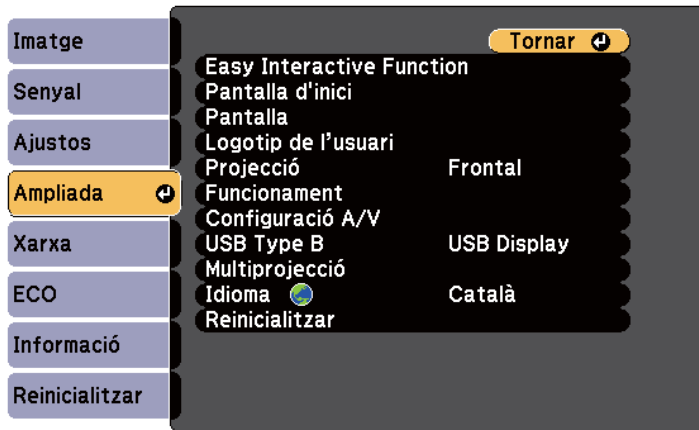 Imatge
Senyal
Ajustos
Ampliada
Xarxa
ECO
Informació
Reinicialitzar
Tornar
Easy Interactive Function
Pantalla d'inici
Pantalla
Logotip de l’usuari
Projecció Frontal
Funcionament
Configuració A/V
USB Type B USB Display
Multiprojecció
Idioma Català
Reinicialitzar